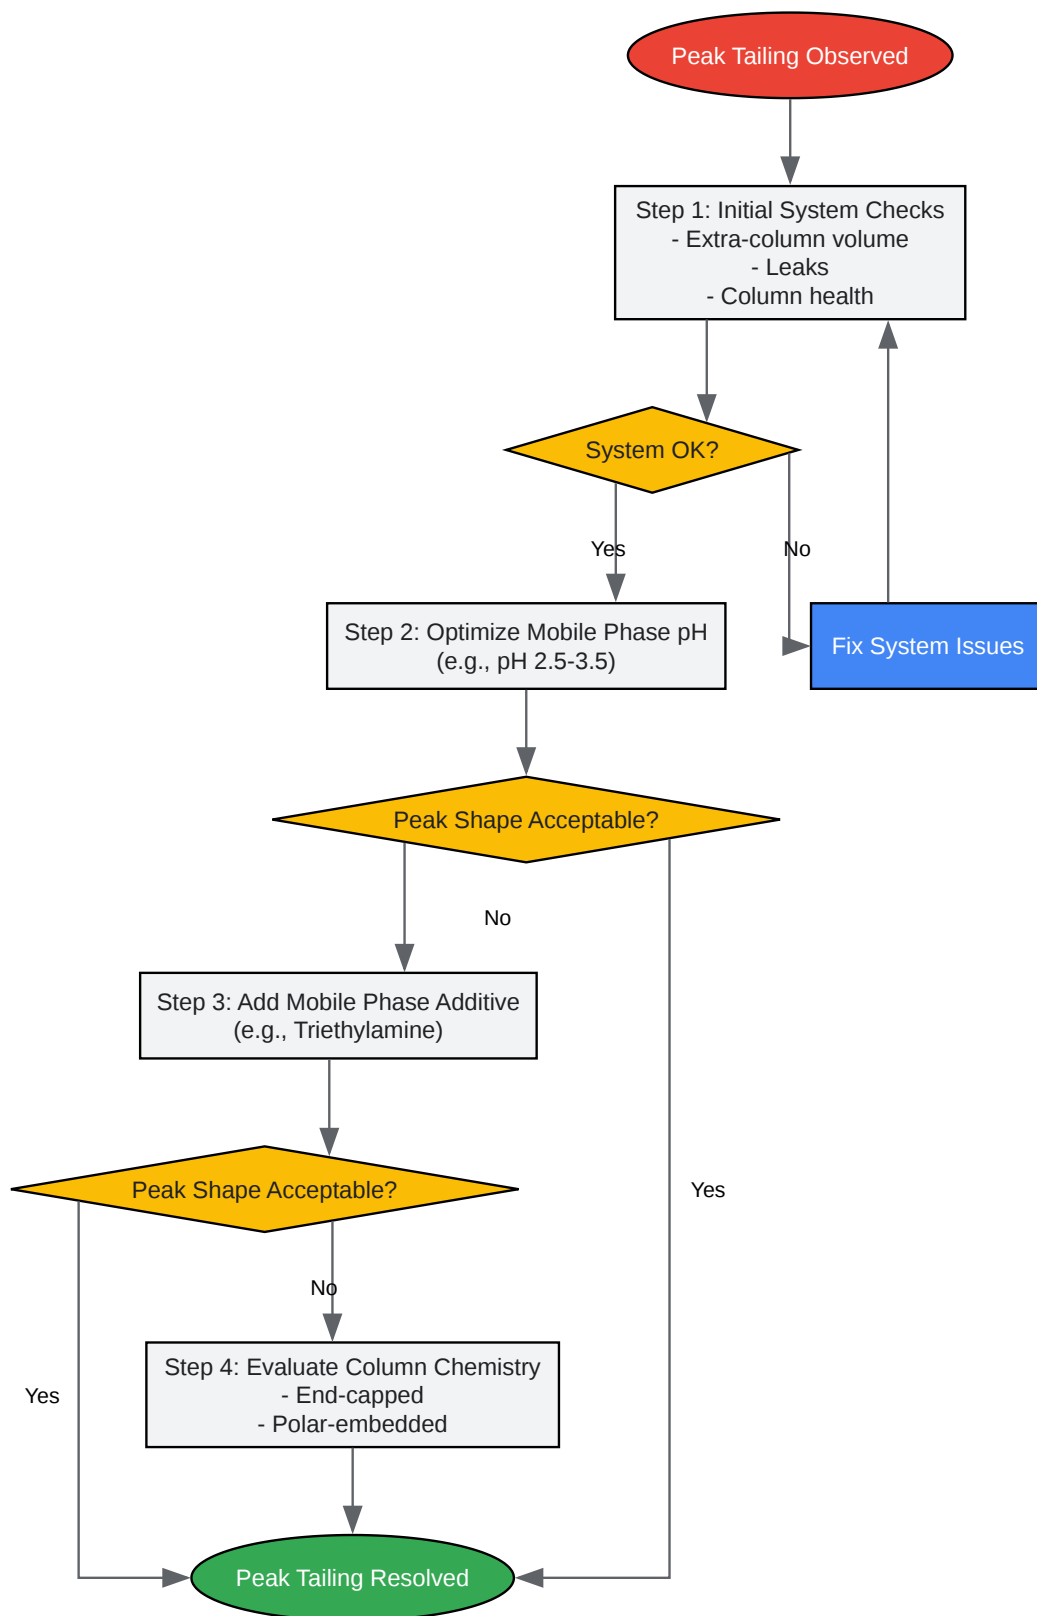 Peak Tailing Observed
Step 1: Initial System Checks
- Extra-column volume
- Leaks
- Column health
System OK?
Yes
No
Step 2: Optimize Mobile Phase pH
(e.g., pH 2.5-3.5)
Fix System Issues
Peak Shape Acceptable?
No
Step 3: Add Mobile Phase Additive
(e.g., Triethylamine)
Peak Shape Acceptable?
Yes
No
Step 4: Evaluate Column Chemistry
- End-capped
- Polar-embedded
Yes
Peak Tailing Resolved